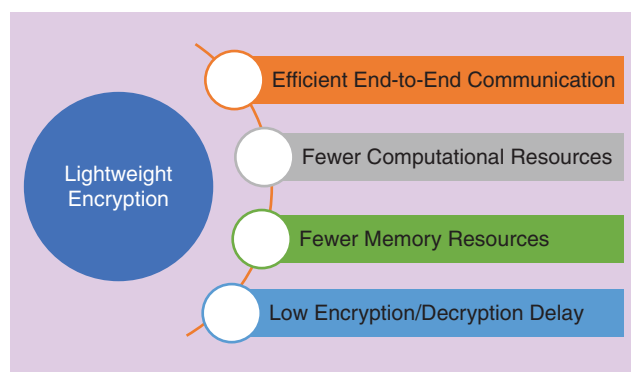 Lightweight
Encryption
Efficient End-to-End Communication
Fewer Computational Resources
Fewer Memory Resources
Low Encryption/Decryption Delay